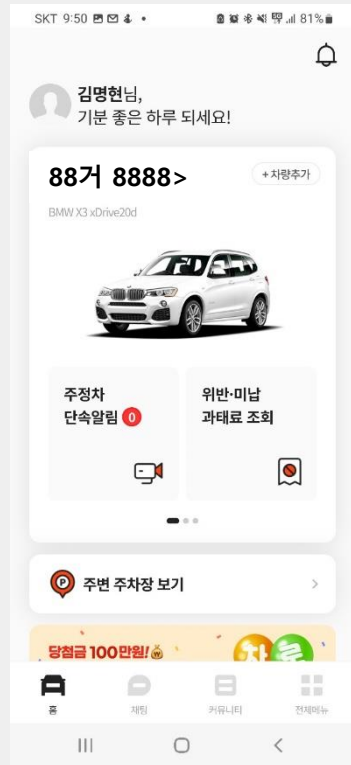 SKT 9:50
81%
김명현님,
기분 좋은 하루 되세요!
88거 8888>
+ 차량추가
BMW X3 xDrive20d
주정차
단속알림 0
위반·미납
과태료 조회
P 주변 주차장 보기
당첨금 100만원!
차 룰
홈
채팅
커뮤니티
전체메뉴